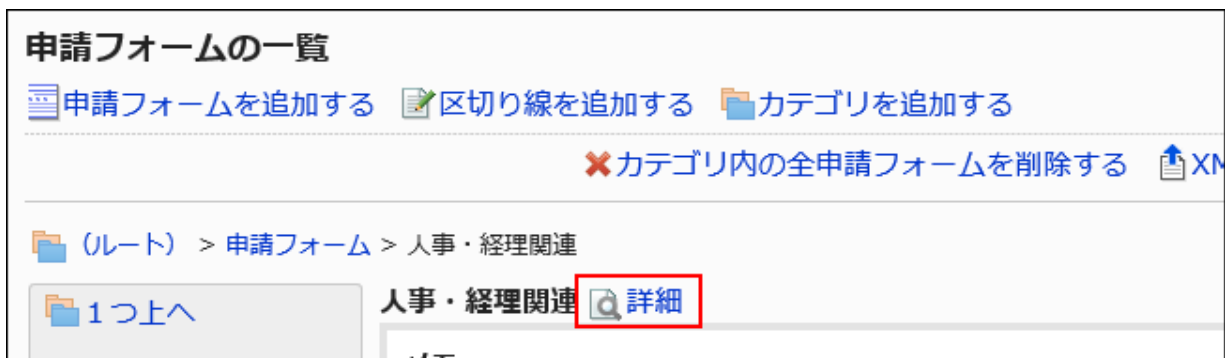 申請フォームの一覧
申請フォームを追加する 区切り線を追加する カテゴリを追加する
カテゴリ内の全申請フォームを削除する XM
(ルート) > 申請フォーム > 人事・経理関連
1つ上へ
人事・経理関連 詳細